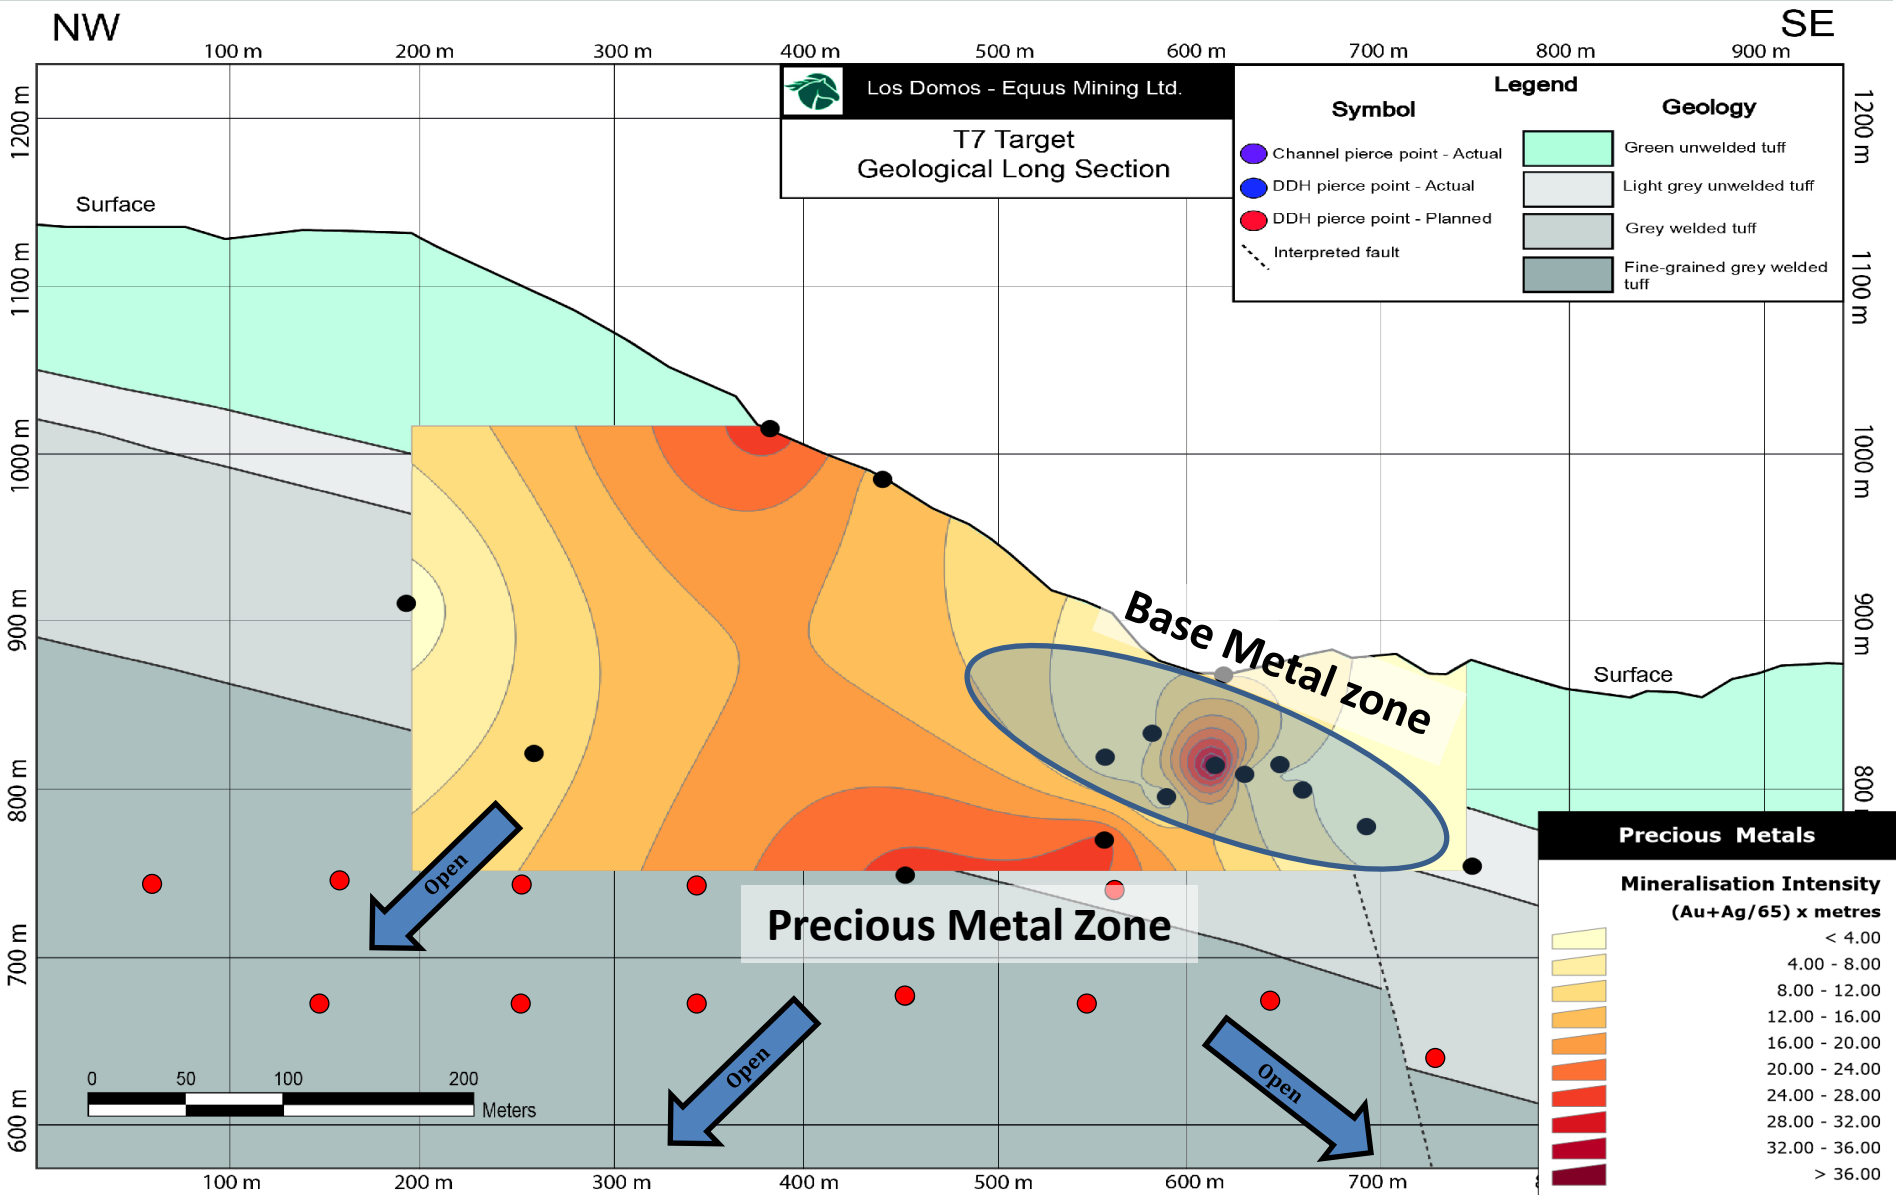 NW
SE
100 m
200 m
300 m
400 m
500 m
600 m
700 m
800 m
900 m
1200 m
1100 m
1000 m
900 m
800 m
700 m
600 m
1200 m
1100 m
1000 m
900 m
800
Los Domos - Equus Mining Ltd.
T7 Target
Geological Long Section
Legend
Symbol
Geology
Channel pierce point - Actual
DDH pierce point - Actual
DDH pierce point - Planned
Interpreted fault
Green unwelded tuff
Light grey unwelded tuff
Grey welded tuff
Fine-grained grey welded
tuff
Surface
Surface
Base Metal zone
Precious Metal Zone
Open
Open
Open
0 50 100 200
Meters
Precious Metals
Mineralisation Intensity
(Au+Ag/65) x metres
< 4.00
4.00 - 8.00
8.00 - 12.00
12.00 - 16.00
16.00 - 20.00
20.00 - 24.00
24.00 - 28.00
28.00 - 32.00
32.00 - 36.00
> 36.00
100 m
200 m
300 m
400 m
500 m
600 m
700 m